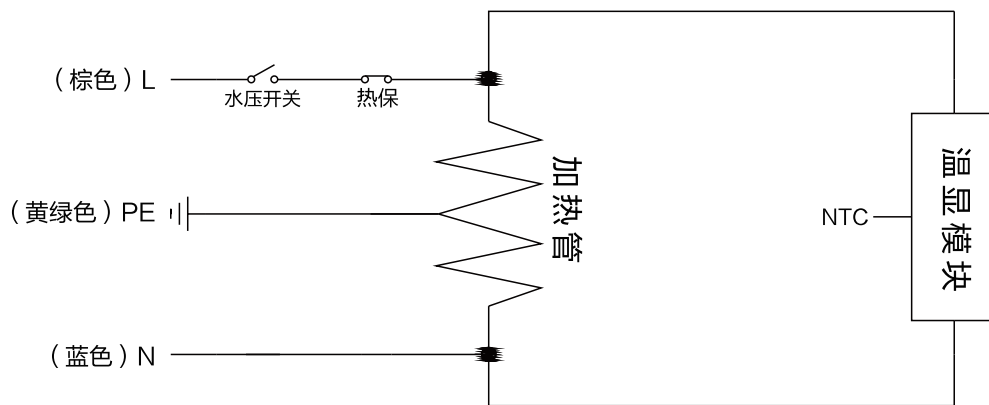 （棕色）L
水压开关
热保
加热管
（黄绿色）PE
NTC
温显模块
（蓝色）N